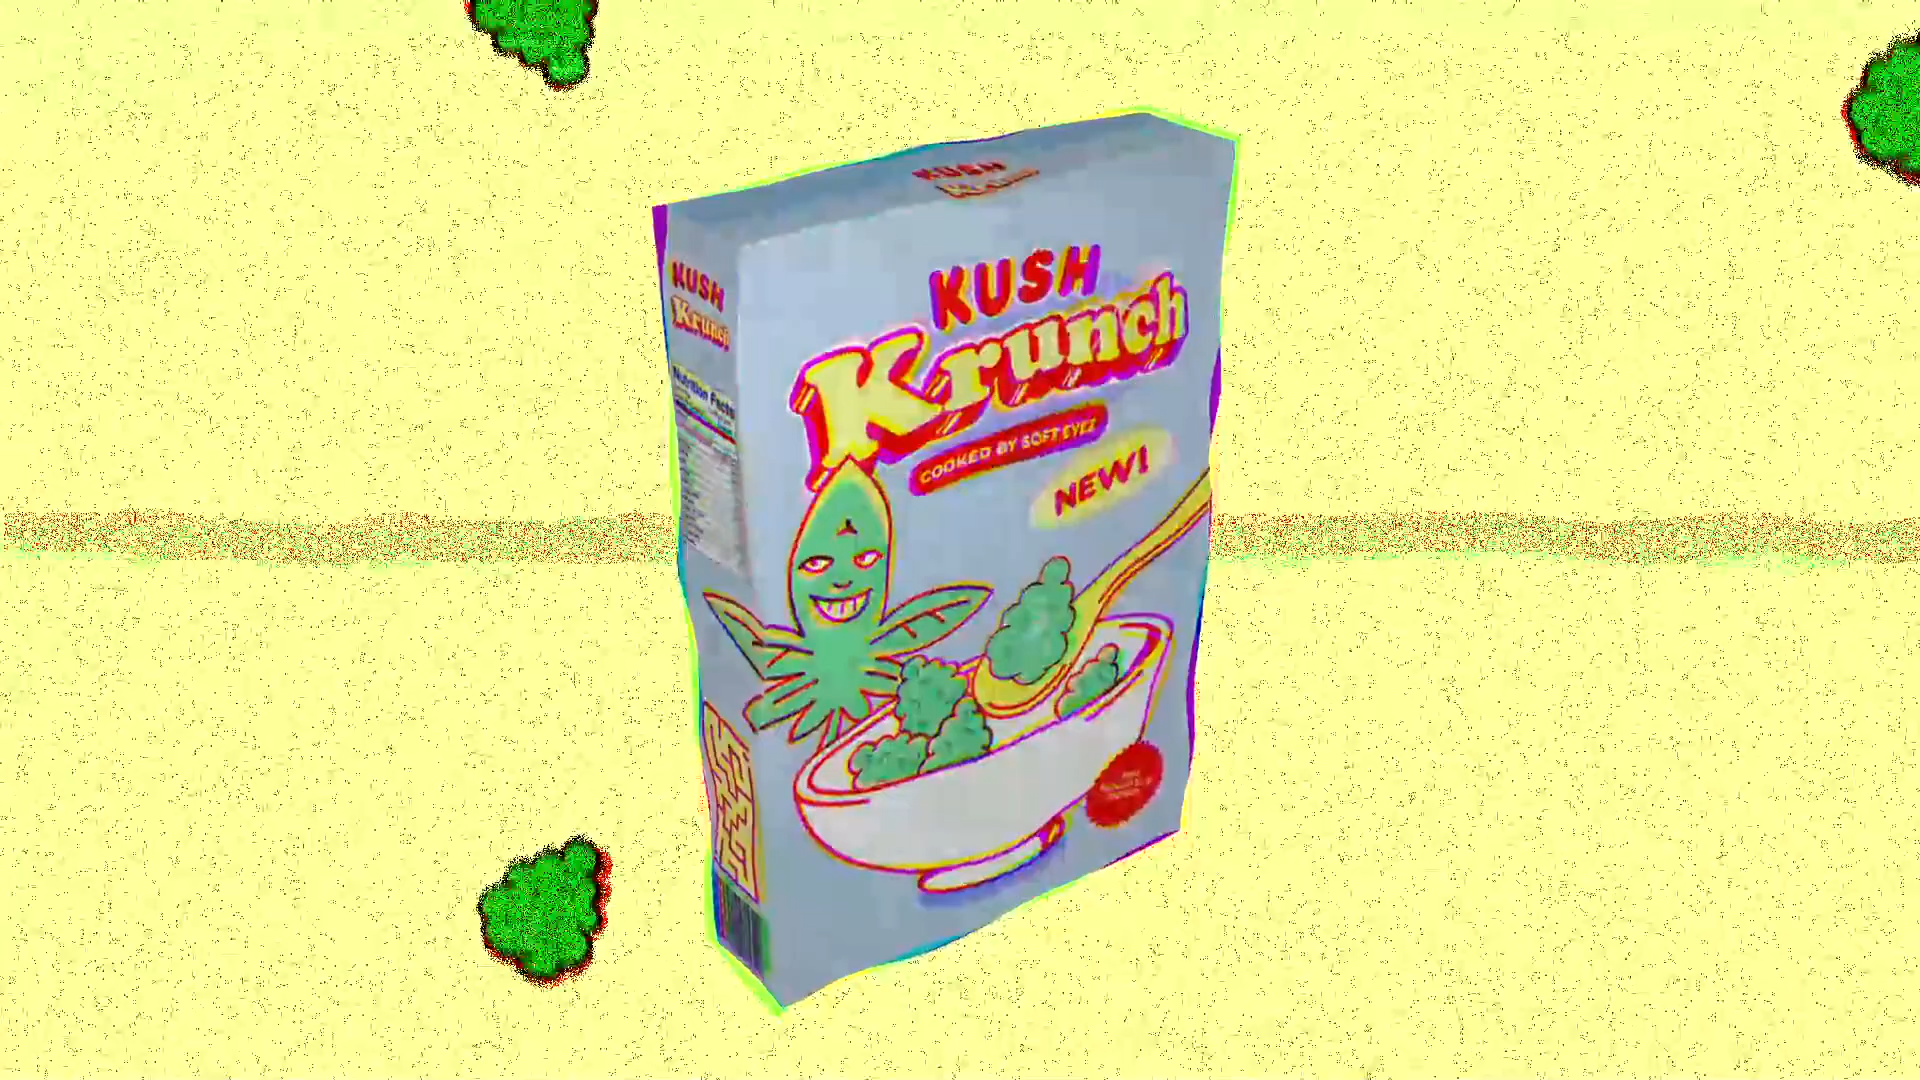 KUSH
Krunch
KUSH
Krunch
Nutrition Facts
KUSH
Krunch
COOKED BY SOFT EYEZ
NEW!